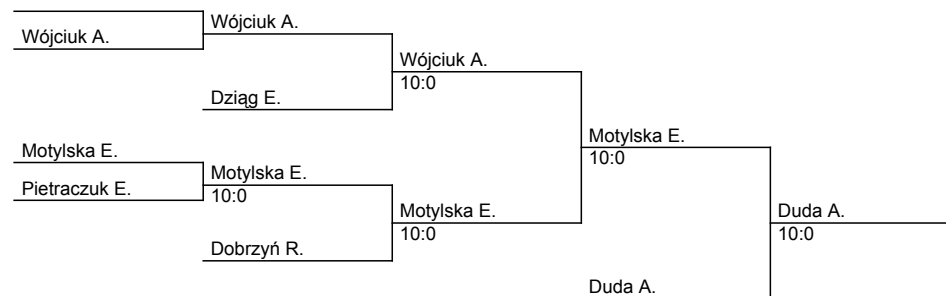 Wójciuk A.
Wójciuk A.
Wójciuk A.
10:0
Dziąg E.
Motylska E.
Motylska E.
10:0
Motylska E.
10:0
Pietraczuk E.
Motylska E.
10:0
Dobrzyń R.
Duda A.
10:0
Duda A.